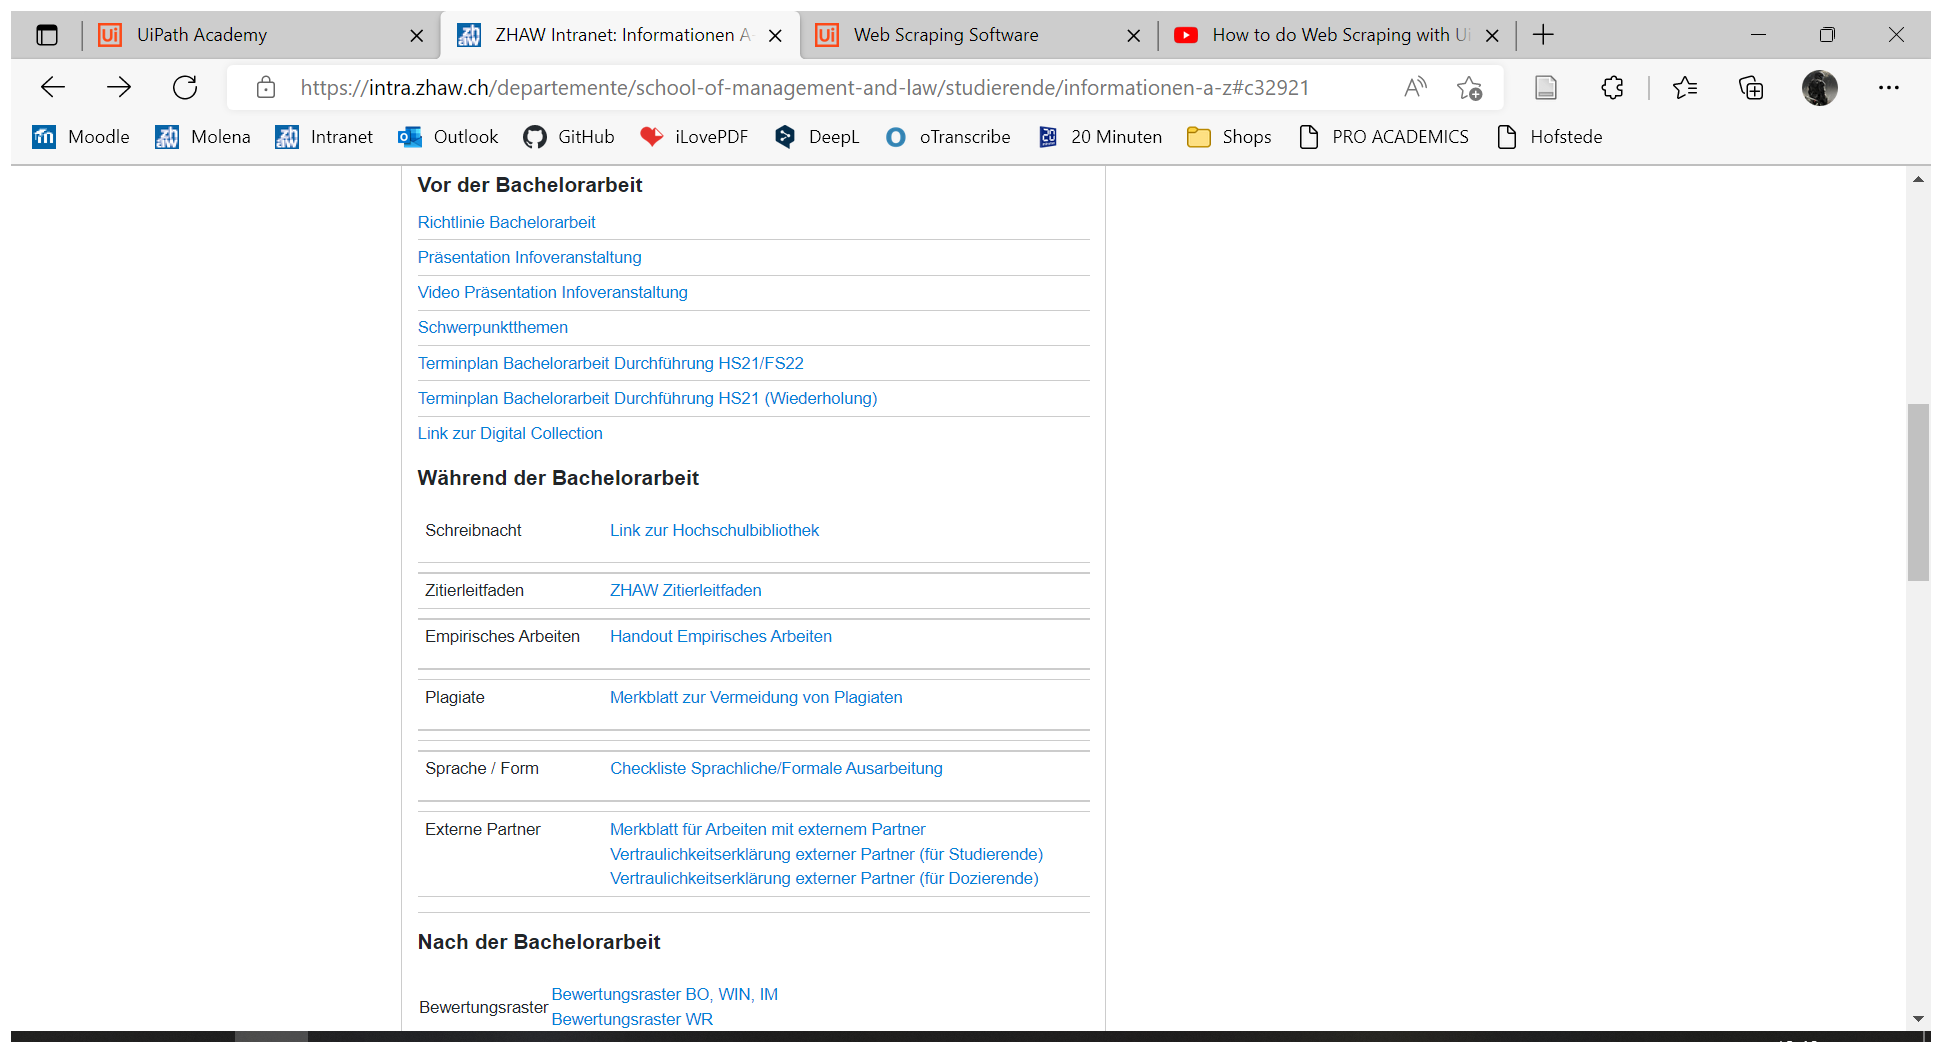 UiPath Academy
ZHAW Intranet: Informationen A-
Web Scraping Software
How to do Web Scraping with Ui
https://intra.zhaw.ch/departemente/school-of-management-and-law/studierende/informationen-a-z#c32921
Moodle
Molena
Intranet
Outlook
GitHub
iLovePDF
DeepL
oTranscribe
20 Minuten
Shops
PRO ACADEMICS
Hofstede
Vor der Bachelorarbeit
Richtlinie Bachelorarbeit
Präsentation Infoveranstaltung
Video Präsentation Infoveranstaltung
Schwerpunktthemen
Terminplan Bachelorarbeit Durchführung HS21/FS22
Terminplan Bachelorarbeit Durchführung HS21 (Wiederholung)
Link zur Digital Collection
Während der Bachelorarbeit
Schreibnacht Link zur Hochschulbibliothek
Zitierleitfaden ZHAW Zitierleitfaden
Empirisches Arbeiten Handout Empirisches Arbeiten
Plagiate Merkblatt zur Vermeidung von Plagiaten
Sprache / Form Checkliste Sprachliche/Formale Ausarbeitung
Externe Partner Merkblatt für Arbeiten mit externem Partner
Vertraulichkeitserklärung externer Partner (für Studierende)
Vertraulichkeitserklärung externer Partner (für Dozierende)
Nach der Bachelorarbeit
Bewertungsraster Bewertungsraster BO, WIN, IM
Bewertungsraster WR